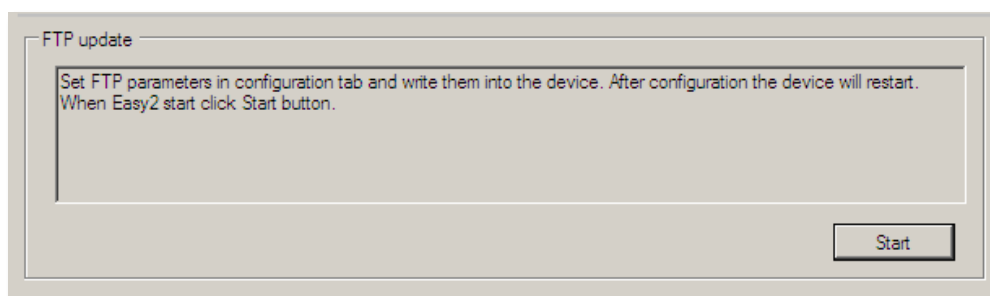 FTP update
Set FTP parameters in configuration tab and write them into the device. After configuration the device will restart.
When Easy2 start click Start button.
Start